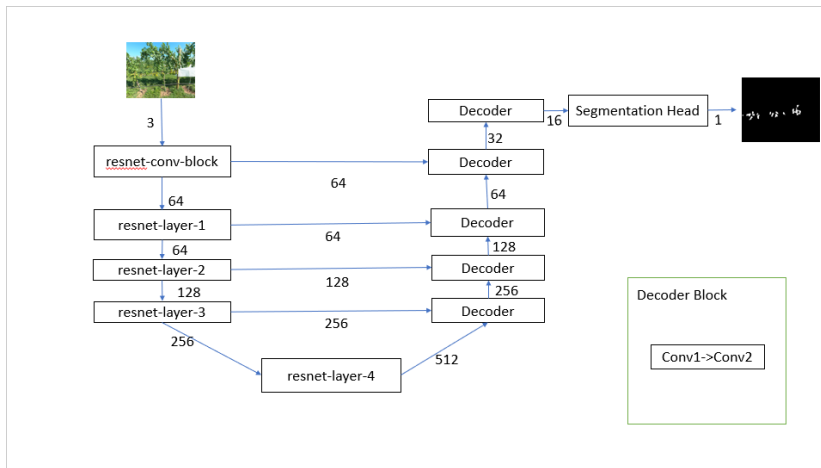 3
resnet-conv-block
64
resnet-layer-1
64
resnet-layer-2
128
resnet-layer-3
256
resnet-layer-4
512
64
64
128
256
Decoder
256
Decoder
128
Decoder
64
Decoder
32
Decoder
16
Segmentation Head
1
Decoder Block
Conv1->Conv2